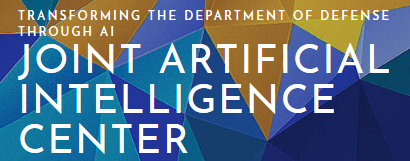 TRANSFORMING THE DEPARTMENT OF DEFENSE
THROUGH AI
JOINT ARTIFICIAL
INTELLIGENCE
CENTER